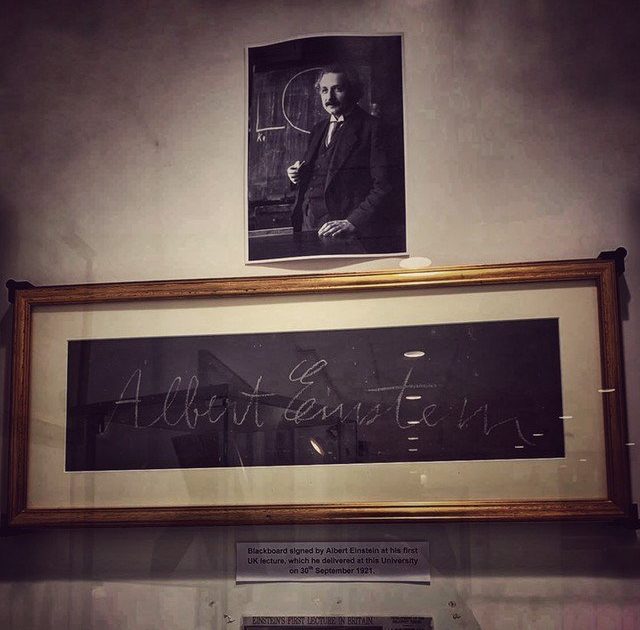 Albert Einstein
Blackboard signed by Albert Einstein at his first
UK lecture, which he delivered at this University
on 30th September 1921.
EINSTEIN'S FIRST LECTURE IN BRITAIN.